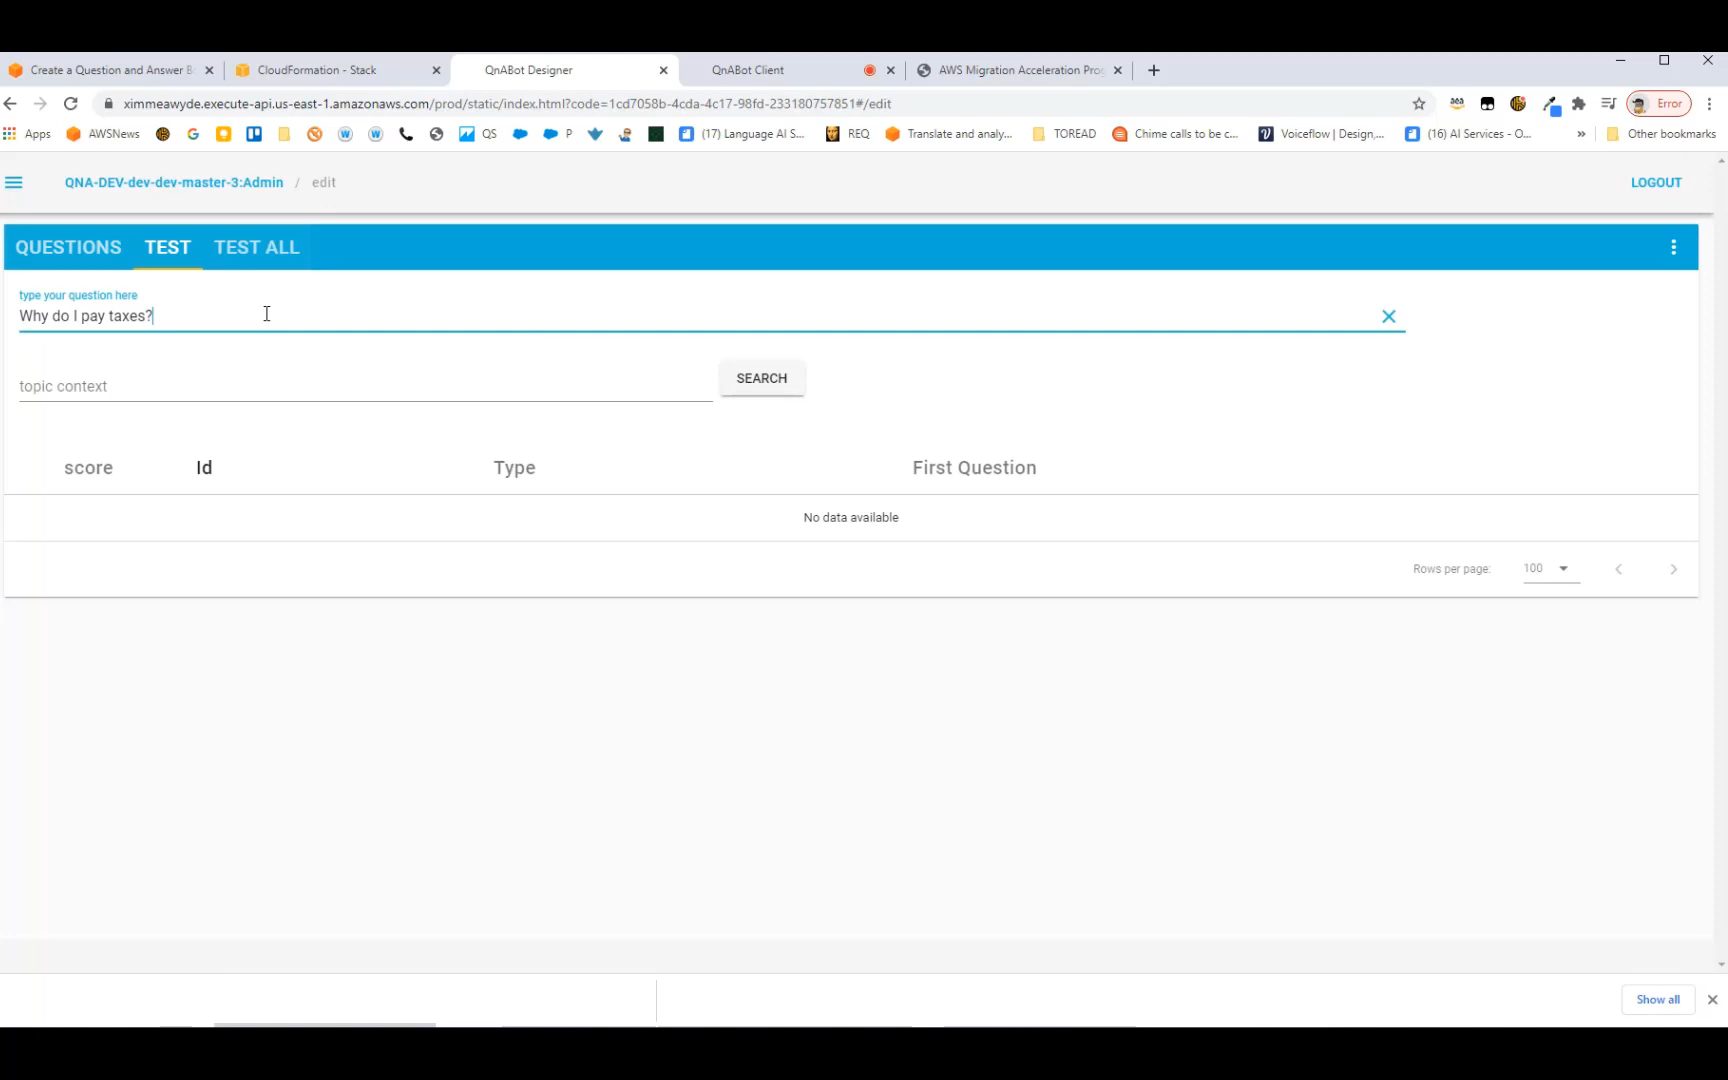 Create a Question and Answer B
CloudFormation - Stack
QnABot Designer
QnABot Client
AWS Migration Acceleration Pro
ximmeawyde.execute-api.us-east-1.amazonaws.com/prod/static/index.html?code=1cd7058b-4cda-4c17-98fd-233180757851#/edit
Error
Apps
AWSNews
QS
P
(17) Language AI S...
REQ
Translate and analy...
TOREAD
Chime calls to be c...
Voiceflow | Design,...
(16) AI Services - O...
Other bookmarks
QNA-DEV-dev-dev-master-3:Admin / edit
LOGOUT
QUESTIONS TEST TEST ALL
type your question here
Why do I pay taxes?
topic context
SEARCH
score Id Type First Question
No data available
Rows per page: 100
Show all